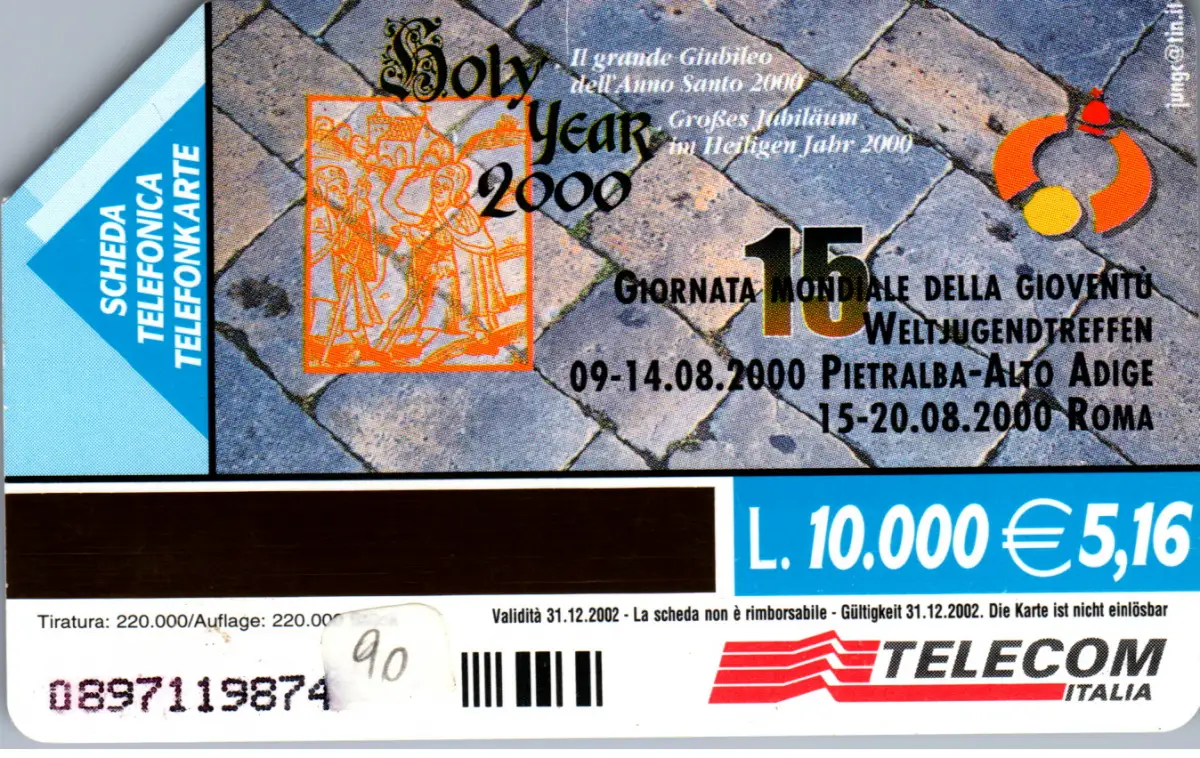 jungk@tin.it
Holy
Year
2000
Il grande Giubileo
dell'Anno Santo 2000
Großes Jubiläum
im Heiligen Jahr 2000
SCHEDA
TELEFONICA
TELEFONKARTE
15
GIORNATA MONDIALE DELLA GIOVENTÙ
WELTJUGENDTREFFEN
09-14.08.2000 PIETRALBA-ALTO ADIGE
15-20.08.2000 ROMA
L. 10.000 € 5,16
Tiratura: 220.000/Auflage: 220.000
Validità 31.12.2002 - La scheda non è rimborsabile - Gültigkeit 31.12.2002. Die Karte ist nicht einlösbar
90
0897119874
TELECOM
ITALIA